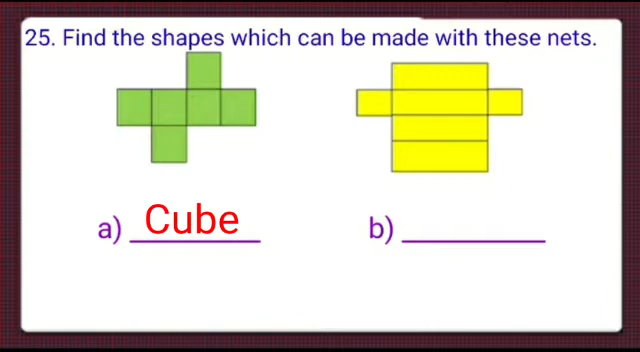 25. Find the shapes which can be made with these nets.
a) Cube
b)